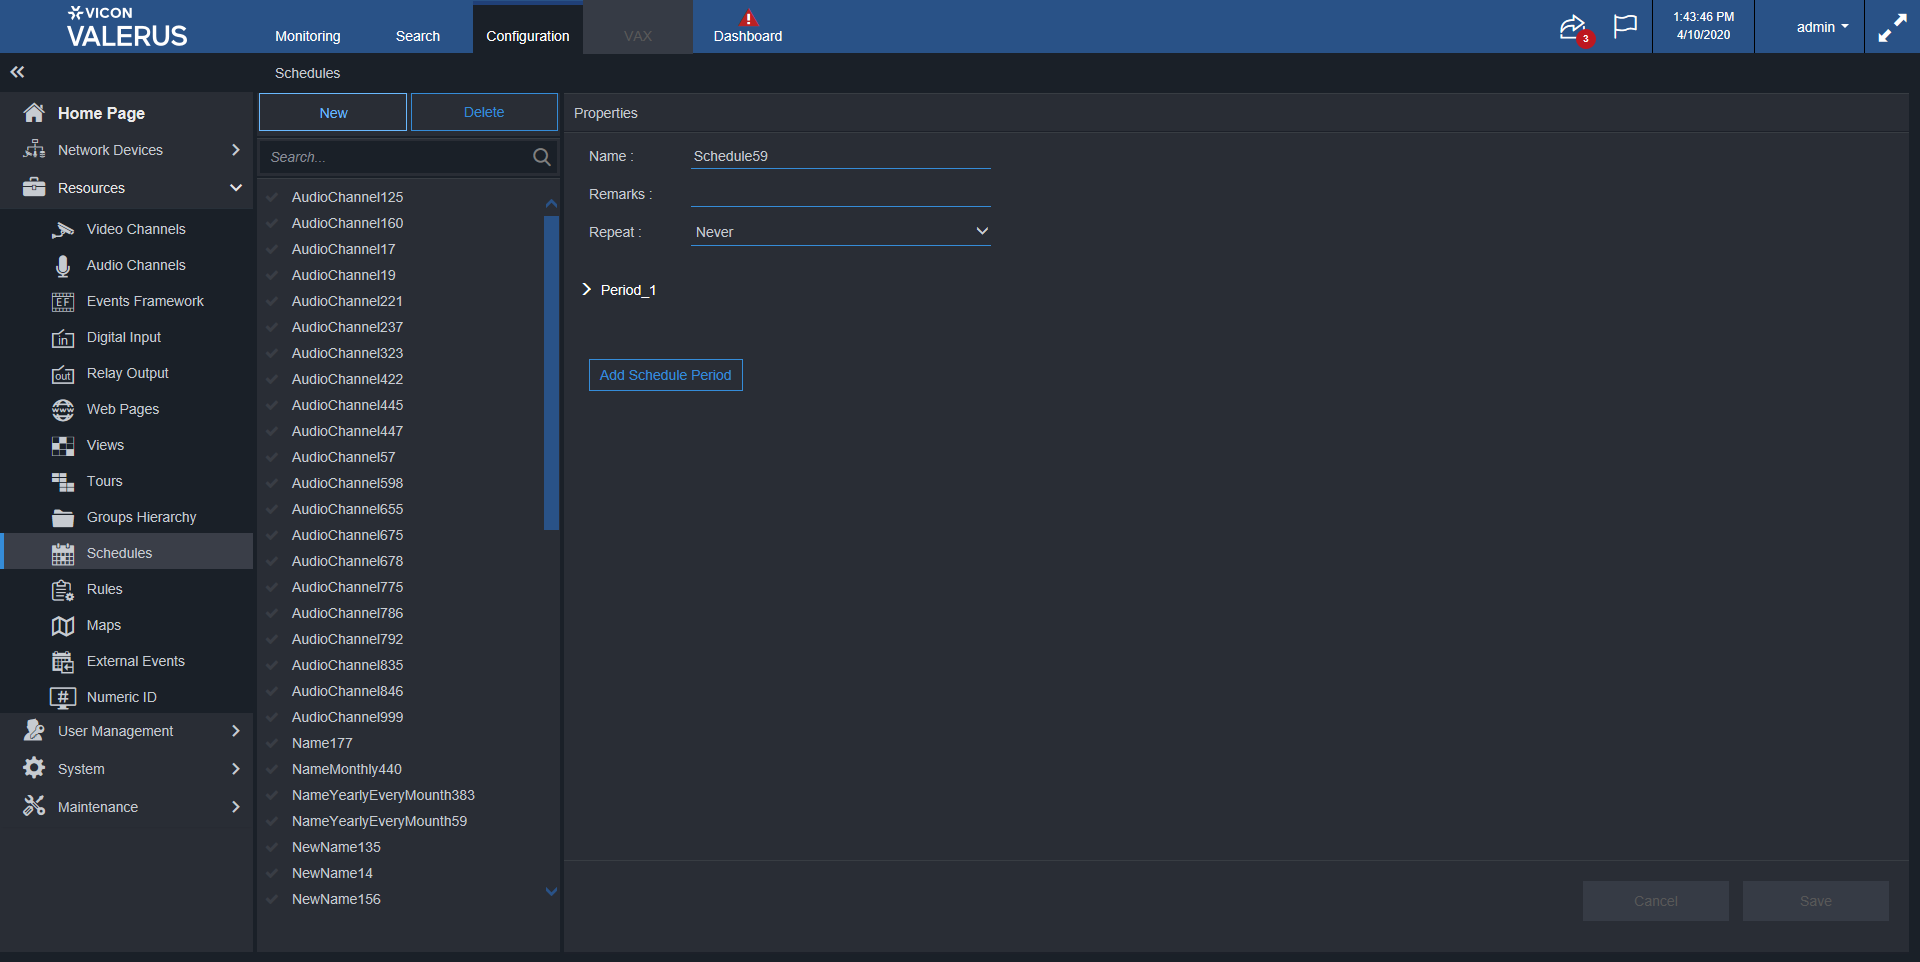 VICON
VALERUS
Monitoring
Search
Configuration
VAX
Dashboard
3
1:43:46 PM
4/10/2020
admin
Schedules
Home Page
Network Devices
Resources
Video Channels
Audio Channels
EF
Events Framework
in
Digital Input
out
Relay Output
www
Web Pages
Views
Tours
Groups Hierarchy
Schedules
Rules
Maps
External Events
#
Numeric ID
User Management
System
Maintenance
New
Delete
Search...
AudioChannel125
AudioChannel160
AudioChannel17
AudioChannel19
AudioChannel221
AudioChannel237
AudioChannel323
AudioChannel422
AudioChannel445
AudioChannel447
AudioChannel57
AudioChannel598
AudioChannel655
AudioChannel675
AudioChannel678
AudioChannel775
AudioChannel786
AudioChannel792
AudioChannel835
AudioChannel846
AudioChannel999
Name177
NameMonthly440
NameYearlyEveryMounth383
NameYearlyEveryMounth59
NewName135
NewName14
NewName156
Properties
Name : Schedule59
Remarks :
Repeat : Never
Period_1
Add Schedule Period
Cancel
Save